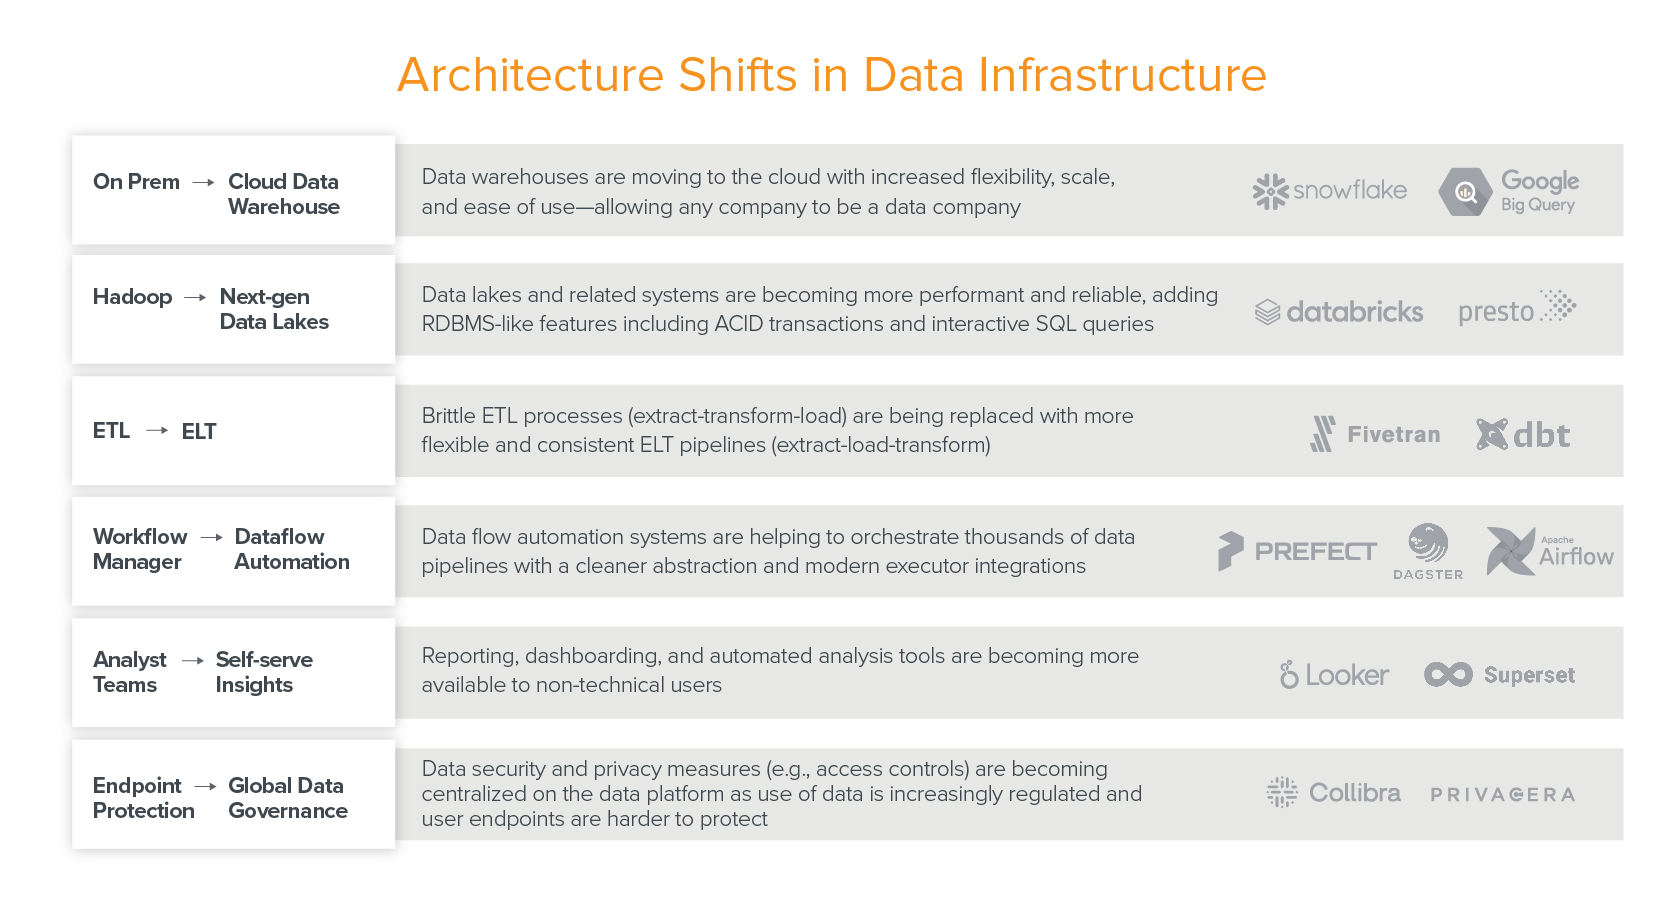 Architecture Shifts in Data Infrastructure
On Prem → Cloud Data
Warehouse
Data warehouses are moving to the cloud with increased flexibility, scale,
and ease of use—allowing any company to be a data company
snowflake
Google
Big Query
Hadoop → Next-gen
Data Lakes
Data lakes and related systems are becoming more performant and reliable, adding
RDBMS-like features including ACID transactions and interactive SQL queries
databricks
presto
ETL → ELT
Brittle ETL processes (extract-transform-load) are being replaced with more
flexible and consistent ELT pipelines (extract-load-transform)
Fivetran
dbt
Workflow → Dataflow
Manager Automation
Data flow automation systems are helping to orchestrate thousands of data
pipelines with a cleaner abstraction and modern executor integrations
PREFECT
DAGSTER
Apache
Airflow
Analyst → Self-serve
Teams Insights
Reporting, dashboarding, and automated analysis tools are becoming more
available to non-technical users
Looker
Superset
Endpoint → Global Data
Protection Governance
Data security and privacy measures (e.g., access controls) are becoming
centralized on the data platform as use of data is increasingly regulated and
user endpoints are harder to protect
Collibra
PRIVACERA